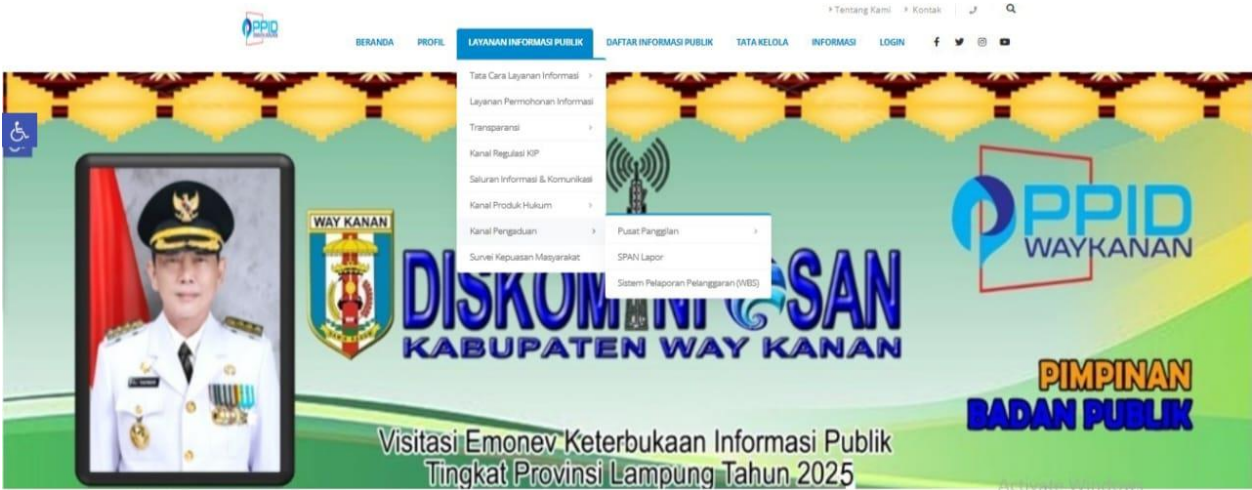 Tentang Kami Kontak
PPID
BERANDA PROFIL LAYANAN INFORMASI PUBLIK DAFTAR INFORMASI PUBLIK TATA KELOLA INFORMASI LOGIN
Tata Cara Layanan Informasi
Layanan Permohonan Informasi
Transparansi
Kanal Regulasi KIP
Saluran Informasi & Komunikasi
Kanal Produk Hukum
Kanal Pengaduan
Survei Kepuasan Masyarakat
Pusat Panggilan
SPAN Lapor
Sistem Pelaporan Pelanggaran (WBS)
WAY KANAN
PPID
WAYKANAN
DISKOMINFOSAN
KABUPATEN WAY KANAN
PIMPINAN
BADAN PUBLIK
Visitasi Emonev Keterbukaan Informasi Publik
Tingkat Provinsi Lampung Tahun 2025
Activate Windows